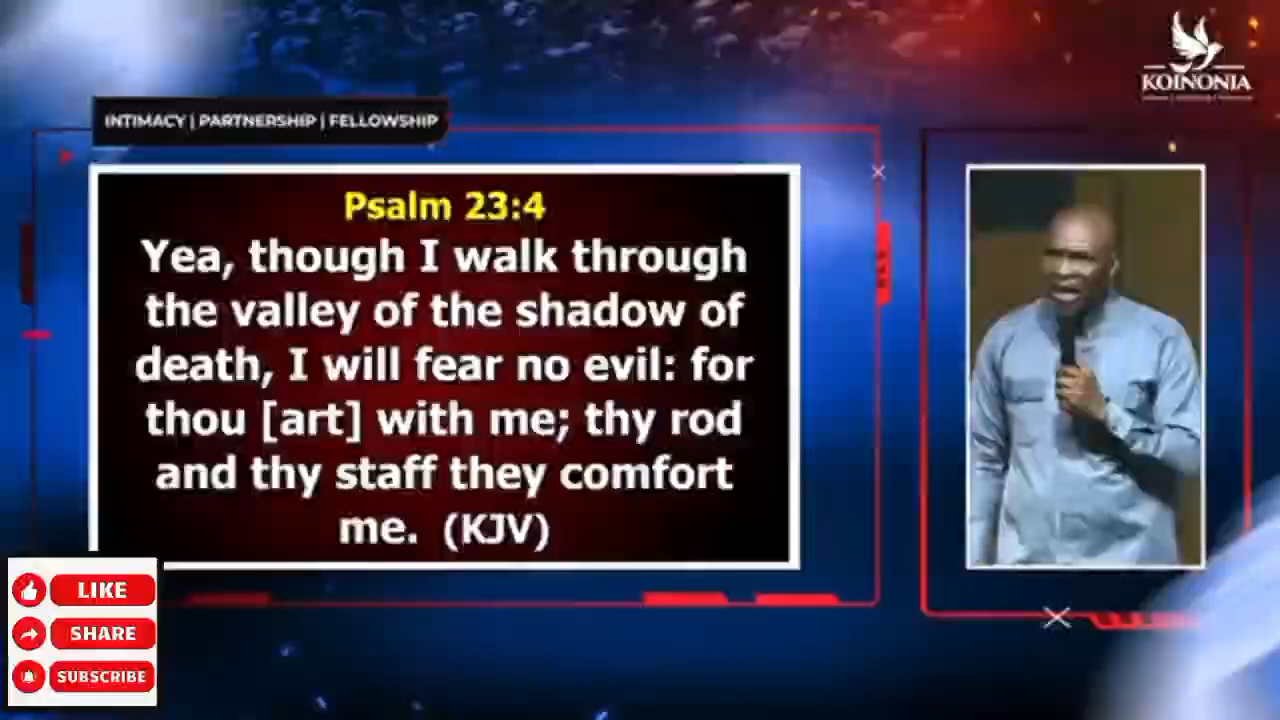 KOINONIA
INTIMACY | PARTNERSHIP | FELLOWSHIP
Psalm 23:4
Yea, though I walk through
the valley of the shadow of
death, I will fear no evil: for
thou [art] with me; thy rod
and thy staff they comfort
me. (KJV)
LIKE
SHARE
SUBSCRIBE